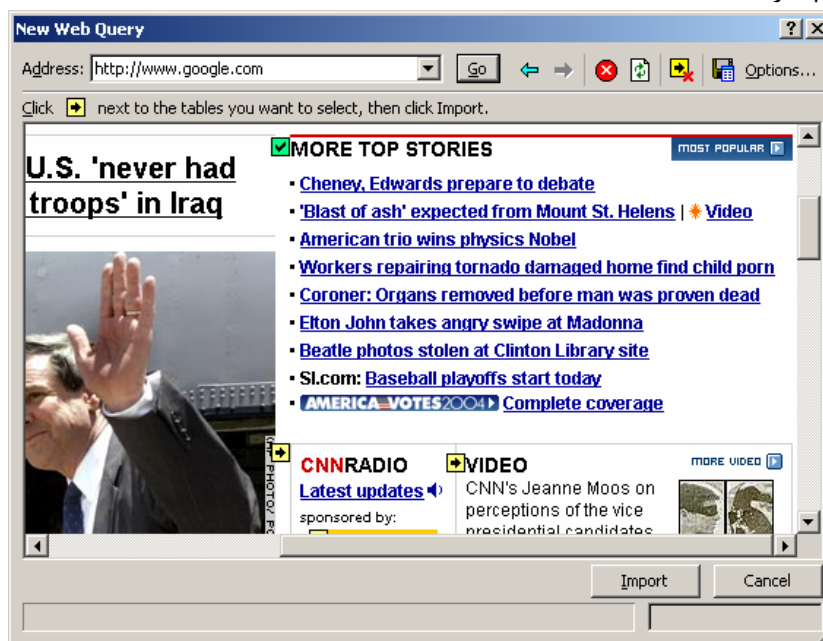 New Web Query
Address: http://www.google.com Go Options...
Click next to the tables you want to select, then click Import.
U.S. 'never had
troops' in Iraq
MORE TOP STORIES MOST POPULAR
Cheney, Edwards prepare to debate
'Blast of ash' expected from Mount St. Helens | Video
American trio wins physics Nobel
Workers repairing tornado damaged home find child porn
Coroner: Organs removed before man was proven dead
Elton John takes angry swipe at Madonna
Beatle photos stolen at Clinton Library site
SI.com: Baseball playoffs start today
AMERICA VOTES2004 Complete coverage
CNNRADIO
Latest updates
sponsored by:
VIDEO MORE VIDEO
CNN's Jeanne Moos on
perceptions of the vice
presidential candidates
Import Cancel